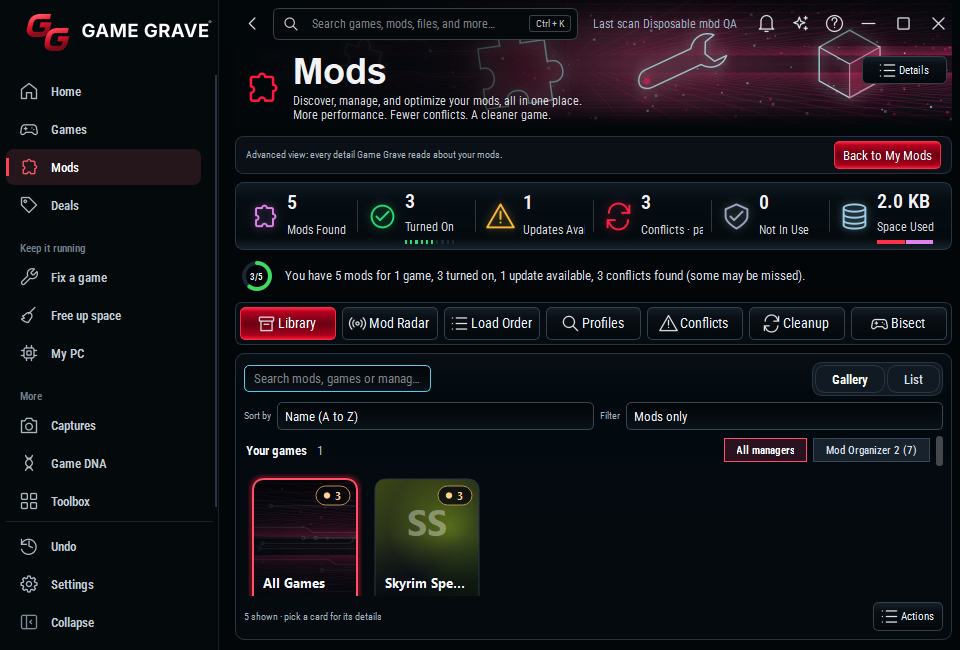 GG GAME GRAVE
Search games, mods, files, and more...
Ctrl + K
Last scan Disposable mod QA
Home
Games
Mods
Deals
Keep it running
Fix a game
Free up space
My PC
More
Captures
Game DNA
Toolbox
Undo
Settings
Collapse
Mods
Discover, manage, and optimize your mods, all in one place.
More performance. Fewer conflicts. A cleaner game.
Details
Advanced view: every detail Game Grave reads about your mods.
Back to My Mods
5
Mods Found
3
Turned On
1
Updates Ava
3
Conflicts · pa
0
Not In Use
2.0 KB
Space Used
3/5
You have 5 mods for 1 game, 3 turned on, 1 update available, 3 conflicts found (some may be missed).
Library
Mod Radar
Load Order
Profiles
Conflicts
Cleanup
Bisect
Search mods, games or manag...
Gallery
List
Sort by
Name (A to Z)
Filter
Mods only
Your games 1
All managers
Mod Organizer 2 (7)
3
All Games
3
SS
Skyrim Spe...
5 shown · pick a card for its details
Actions